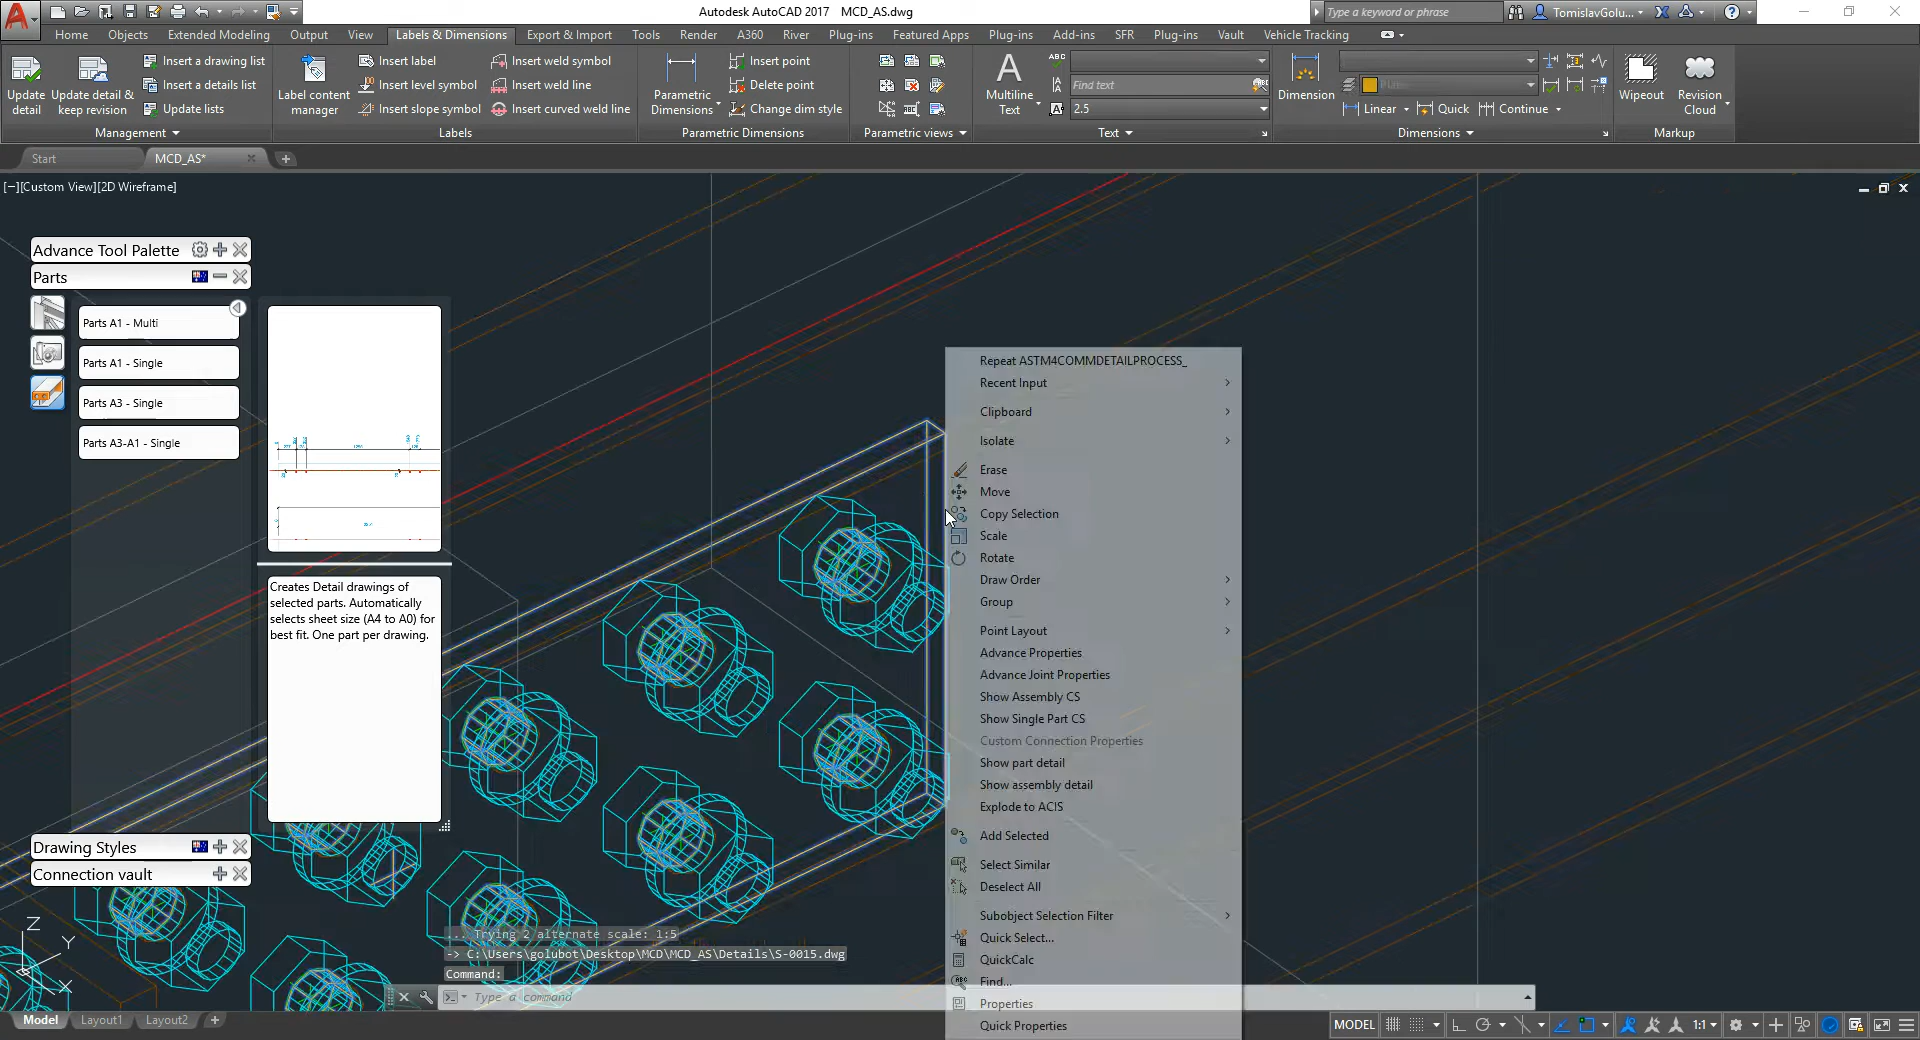 Autodesk AutoCAD 2017 MCD_AS.dwg
Type a keyword or phrase
TomislavGolu...
Home Objects Extended Modeling Output View Labels & Dimensions Export & Import Tools Render A360 River Plug-ins Featured Apps Plug-ins Add-ins SFR Plug-ins Vault Vehicle Tracking
Update detail
Update detail & keep revision
Insert a drawing list
Insert a details list
Update lists
Management
Label content manager
Insert label
Insert level symbol
Insert slope symbol
Insert weld symbol
Insert weld line
Insert curved weld line
Labels
Parametric Dimensions
Insert point
Delete point
Change dim style
Parametric Dimensions
Parametric views
Multiline Text
Find text
2.5
Text
Dimension
Linear
Quick
Continue
Dimensions
Wipeout
Revision Cloud
Markup
Start
MCD_AS*
[−][Custom View][2D Wireframe]
Advance Tool Palette
Parts
Parts A1 - Multi
Parts A1 - Single
Parts A3 - Single
Parts A3-A1 - Single
Creates Detail drawings of
selected parts. Automatically
selects sheet size (A4 to A0) for
best fit. One part per drawing.
Drawing Styles
Connection vault
Repeat ASTM4COMMDETAILPROCESS_
Recent Input
Clipboard
Isolate
Erase
Move
Copy Selection
Scale
Rotate
Draw Order
Group
Point Layout
Advance Properties
Advance Joint Properties
Show Assembly CS
Show Single Part CS
Custom Connection Properties
Show part detail
Show assembly detail
Explode to ACIS
Add Selected
Select Similar
Deselect All
Subobject Selection Filter
Quick Select...
QuickCalc
Find...
Properties
Quick Properties
Z
Y
X
... Trying 2 alternate scale: 1:5
-> C:\Users\golubot\Desktop\MCD\MCD_AS\Details\S-0015.dwg
Command:
Type a command
Model Layout1 Layout2
MODEL
1:1